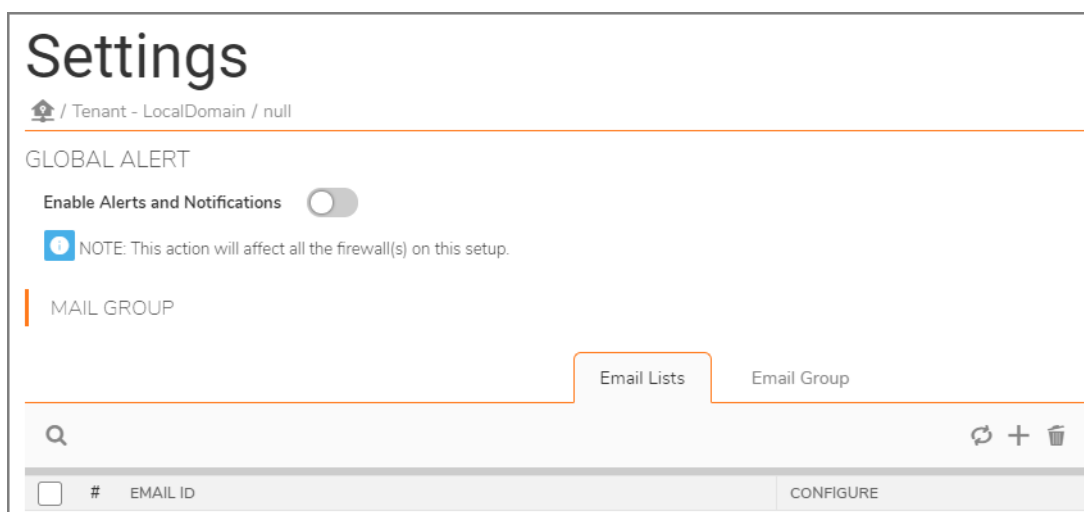 Settings
/ Tenant - LocalDomain / null
GLOBAL ALERT
Enable Alerts and Notifications
NOTE: This action will affect all the firewall(s) on this setup.
MAIL GROUP
Email Lists Email Group
# EMAIL ID CONFIGURE